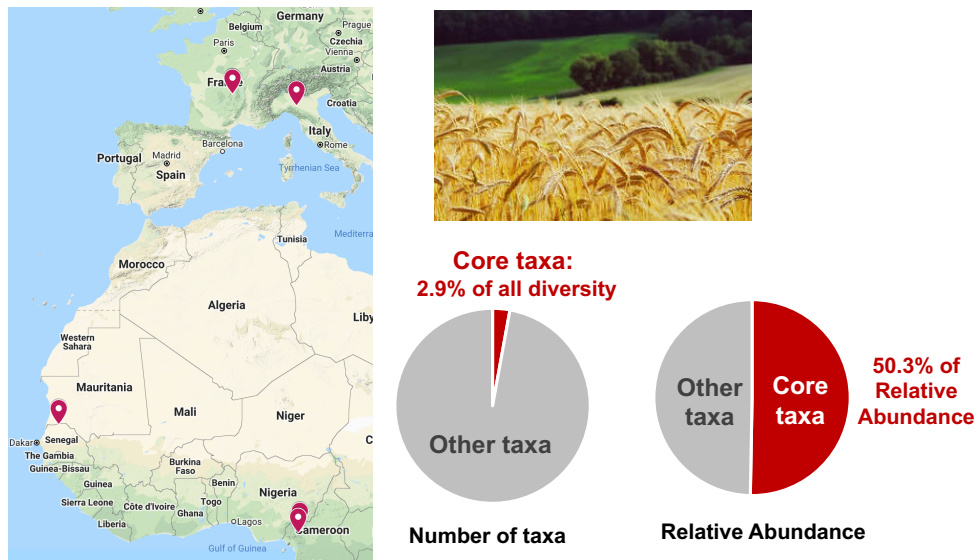 Belgium
Germany
Prague
Paris
Czechia
Vienna
France
Austria
Croatia
Italy
Barcelona
Rome
Portugal
Madrid
Spain
Tyrrhenian Sea
Tunisia
Mediterr
Morocco
Algeria
Liby
Western
Sahara
Mauritania
Mali
Niger
C
Dakar
Senegal
The Gambia
Guinea-Bissau
Burkina
Faso
Guinea
Benin
Nigeria
Sierra Leone
Côte d'Ivoire
Togo
Ghana
Lagos
Liberia
Cameroon
Gulf of Guinea
Core taxa:
2.9% of all diversity
Other taxa
Number of taxa
Other
taxa
Core
taxa
50.3% of
Relative
Abundance
Relative Abundance